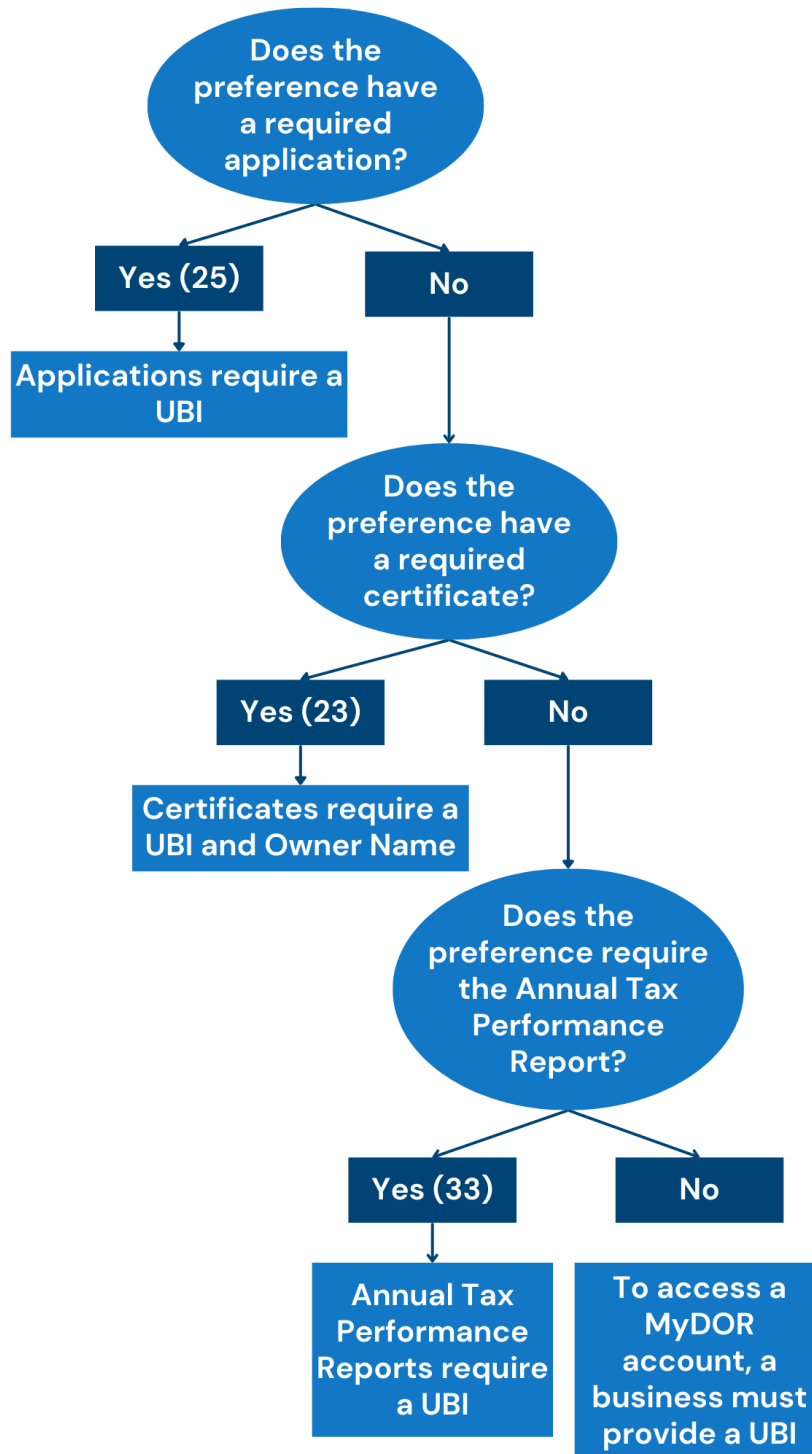 Does the
preference have
a required
application?
Yes (25)
No
Applications require a
UBI
Does the
preference have
a required
certificate?
Yes (23)
No
Certificates require a
UBI and Owner Name
Does the
preference require
the Annual Tax
Performance
Report?
Yes (33)
No
Annual Tax
Performance
Reports require
a UBI
To access a
MyDOR
account, a
business must
provide a UBI